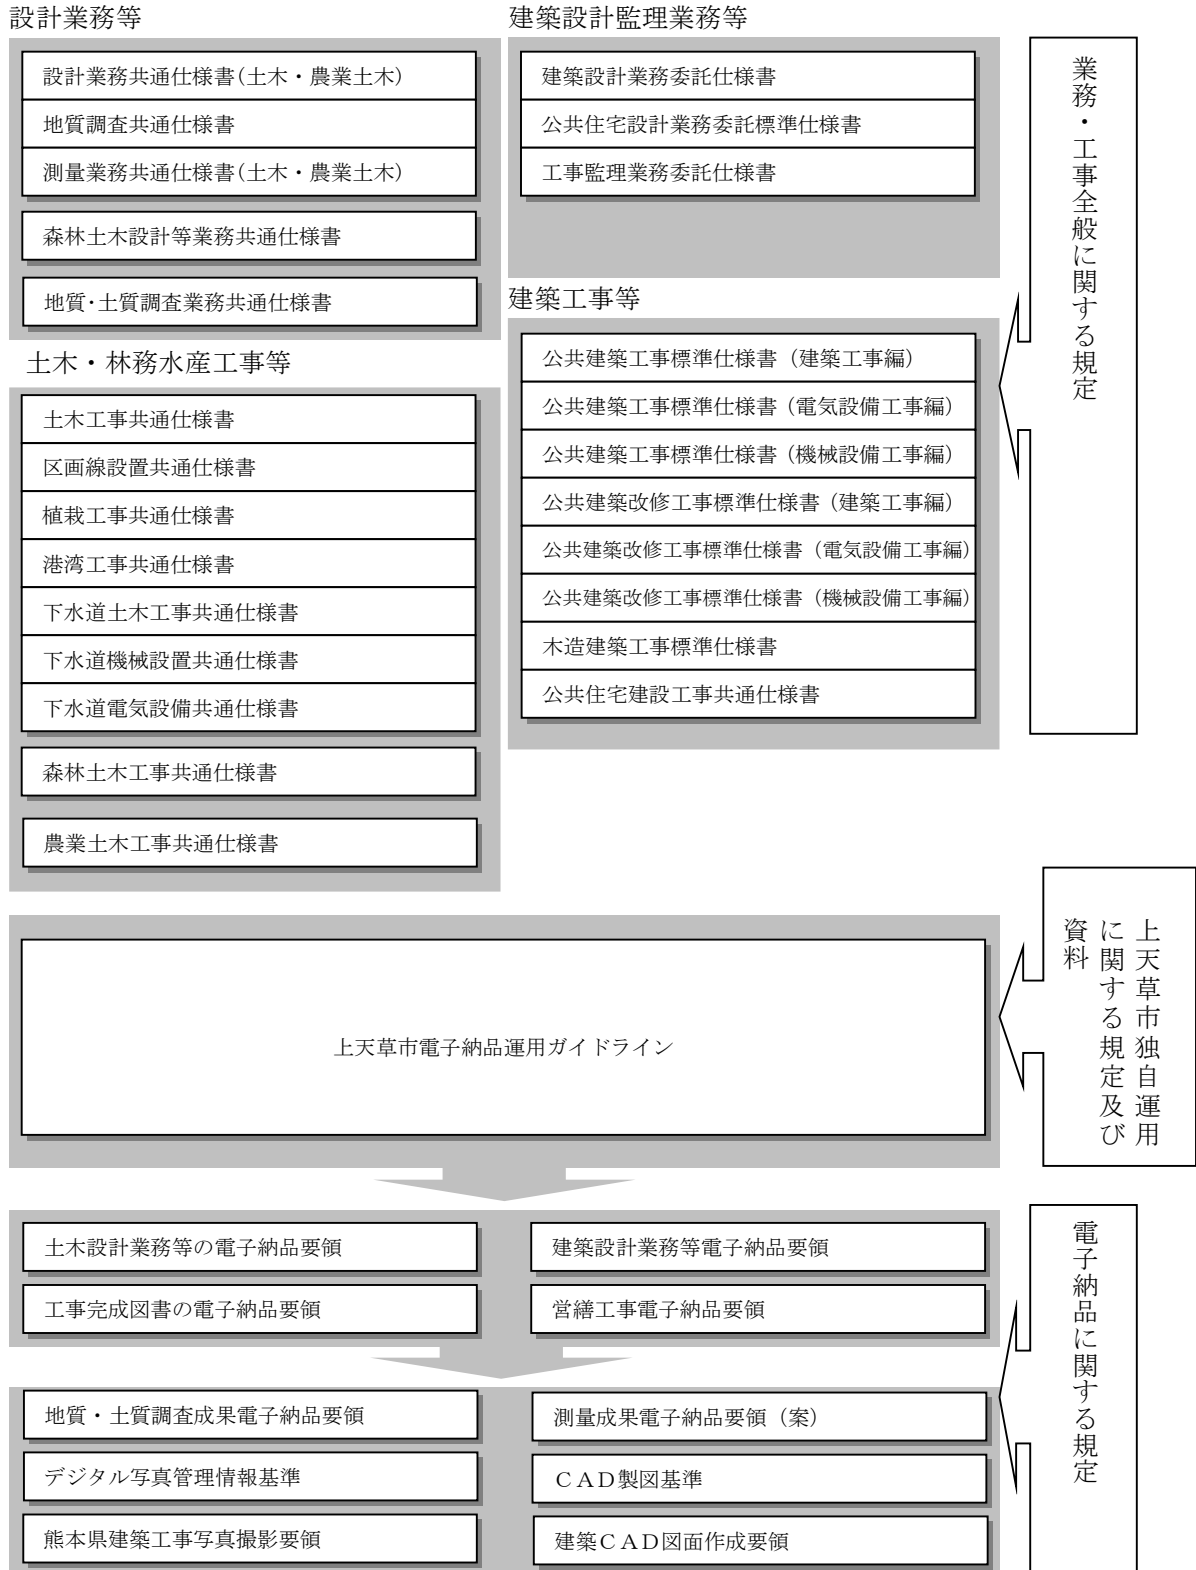 設計業務等
設計業務共通仕様書(土木・農業土木)
地質調査共通仕様書
測量業務共通仕様書(土木・農業土木)
森林土木設計等業務共通仕様書
地質・土質調査業務共通仕様書
土木・林務水産工事等
土木工事共通仕様書
区画線設置共通仕様書
植栽工事共通仕様書
港湾工事共通仕様書
下水道土木工事共通仕様書
下水道機械設置共通仕様書
下水道電気設備共通仕様書
森林土木工事共通仕様書
農業土木工事共通仕様書
建築設計監理業務等
建築設計業務委託仕様書
公共住宅設計業務委託標準仕様書
工事監理業務委託仕様書
建築工事等
公共建築工事標準仕様書（建築工事編）
公共建築工事標準仕様書（電気設備工事編）
公共建築工事標準仕様書（機械設備工事編）
公共建築改修工事標準仕様書（建築工事編）
公共建築改修工事標準仕様書（電気設備工事編）
公共建築改修工事標準仕様書（機械設備工事編）
木造建築工事標準仕様書
公共住宅建設工事共通仕様書
業務・工事全般に関する規定
上天草市電子納品運用ガイドライン
上天草市独自運用
に関する規定及び
資料
土木設計業務等の電子納品要領
建築設計業務等電子納品要領
工事完成図書の電子納品要領
営繕工事電子納品要領
地質・土質調査成果電子納品要領
測量成果電子納品要領（案）
デジタル写真管理情報基準
ＣＡＤ製図基準
熊本県建築工事写真撮影要領
建築ＣＡＤ図面作成要領
電子納品に関する規定